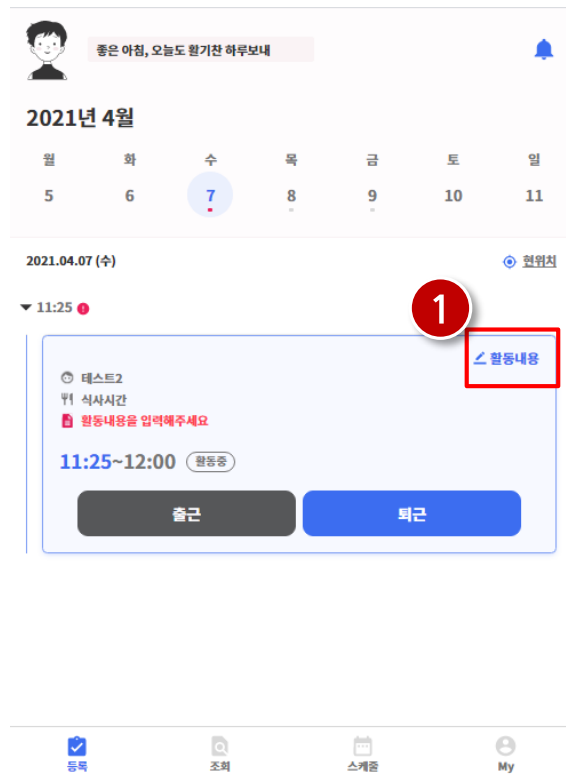 좋은 아침, 오늘도 활기찬 하루보내
2021년 4월
월 화 수 목 금 토 일
5 6 7 8 9 10 11
2021.04.07 (수) 현위치
11:25
1
활동내용
테스트2
식사시간
활동내용을 입력해주세요
11:25~12:00 활동중
출근 퇴근
등록 조회 스케줄 My